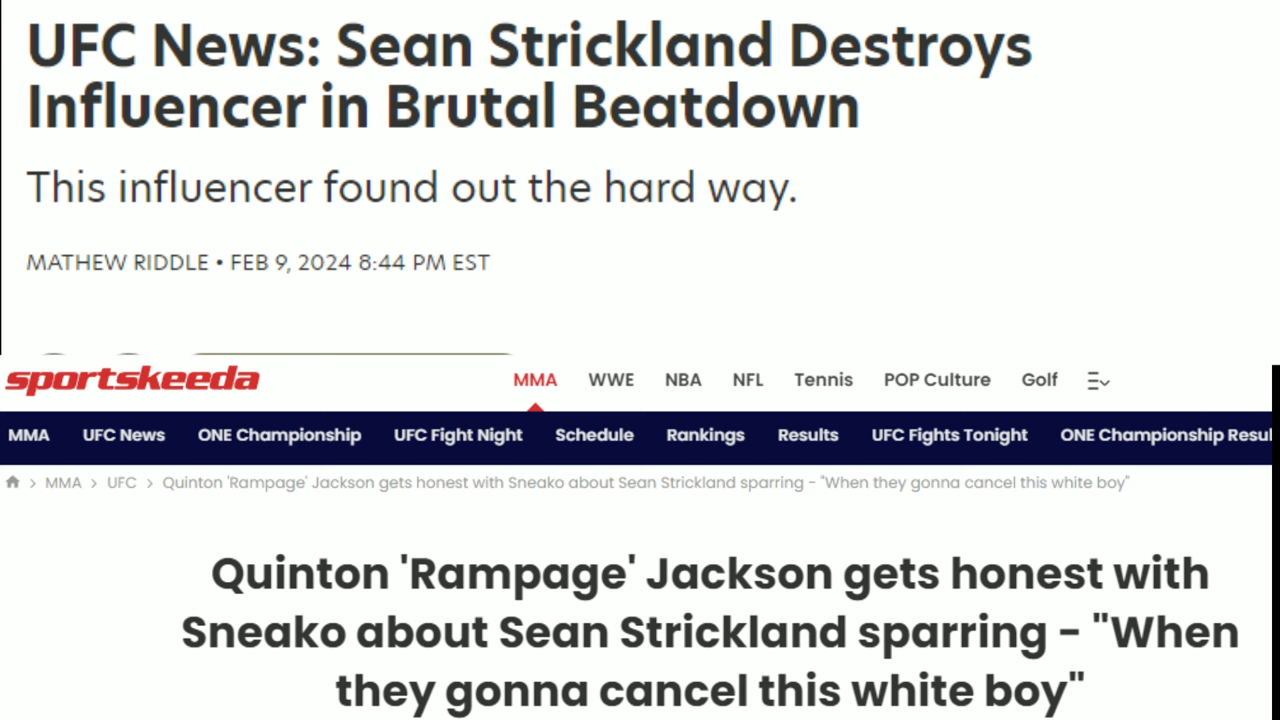 UFC News: Sean Strickland Destroys
Influencer in Brutal Beatdown
This influencer found out the hard way.
MATHEW RIDDLE • FEB 9, 2024 8:44 PM EST
sportskeeda
MMA WWE NBA NFL Tennis POP Culture Golf
MMA UFC News ONE Championship UFC Fight Night Schedule Rankings Results UFC Fights Tonight ONE Championship Resul
> MMA > UFC > Quinton 'Rampage' Jackson gets honest with Sneako about Sean Strickland sparring - "When they gonna cancel this white boy"
Quinton 'Rampage' Jackson gets honest with
Sneako about Sean Strickland sparring - "When
they gonna cancel this white boy"